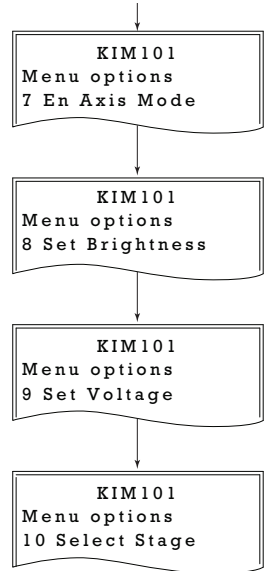 KIM101
Menu options
7 En Axis Mode
KIM101
Menu options
8 Set Brightness
KIM101
Menu options
9 Set Voltage
KIM101
Menu options
10 Select Stage